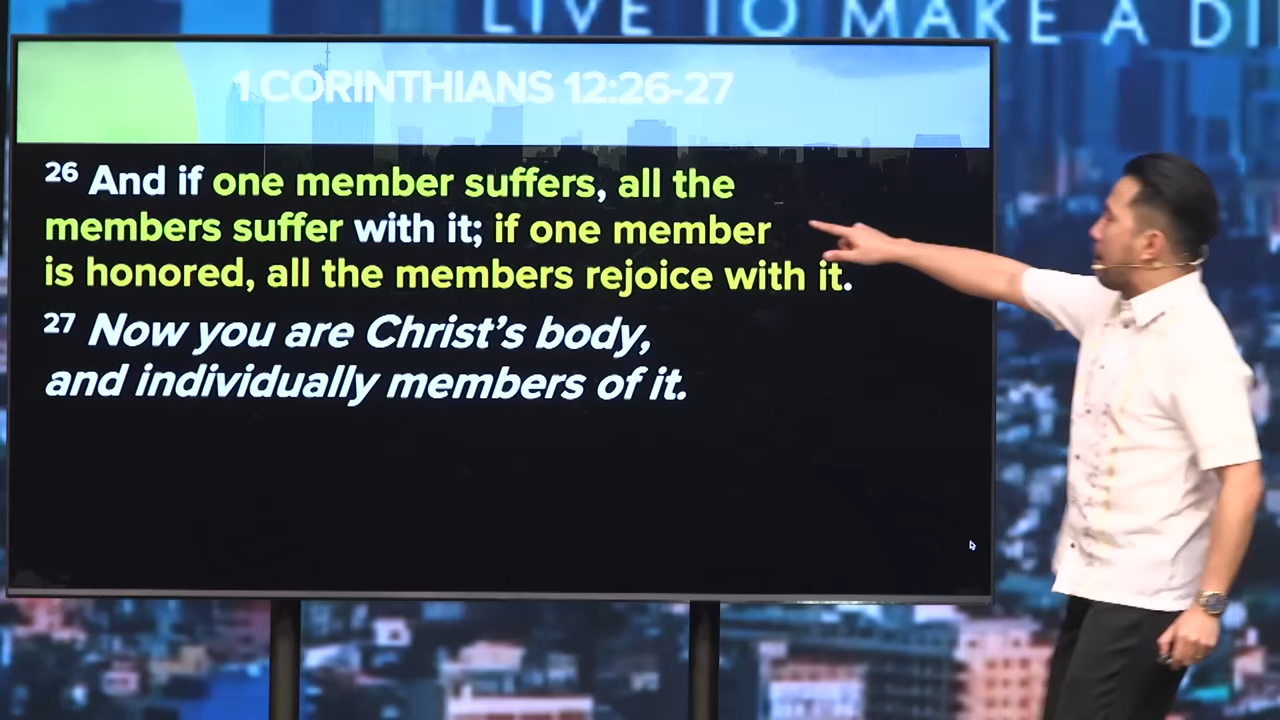 LIVE TO MAKE A DI
1 CORINTHIANS 12:26-27
26 And if one member suffers, all the
members suffer with it; if one member
is honored, all the members rejoice with it.
27 Now you are Christ’s body,
and individually members of it.